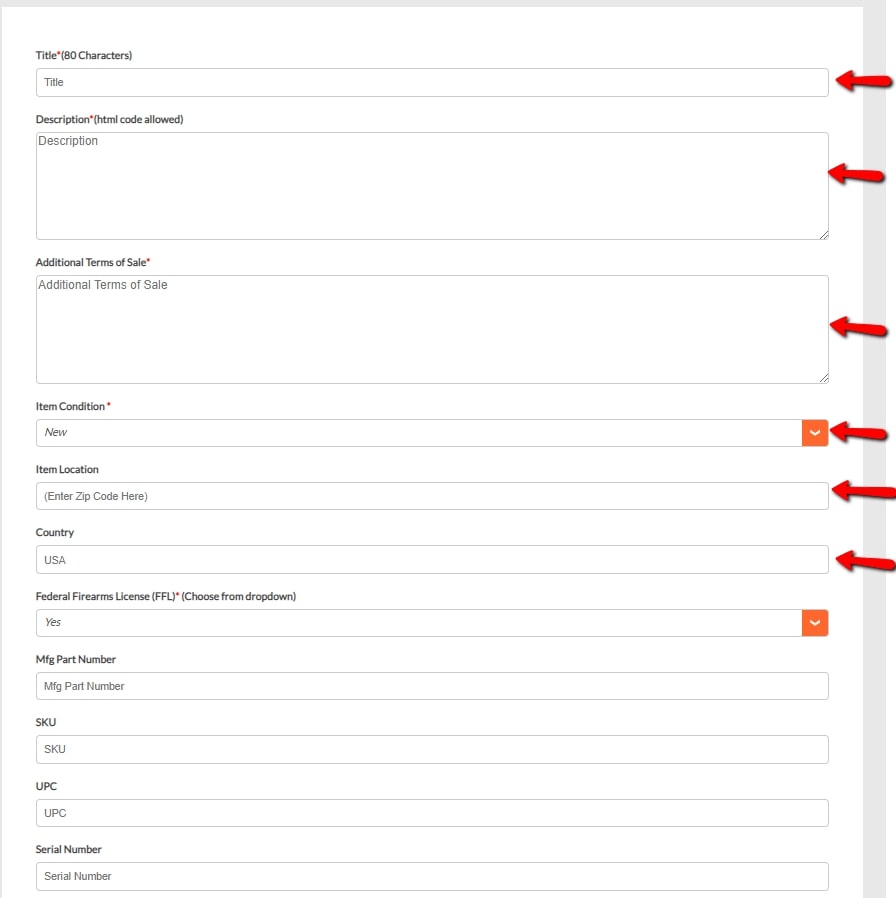 Title*(80 Characters)
Title
Description*(html code allowed)
Description
Additional Terms of Sale*
Additional Terms of Sale
Item Condition *
New
Item Location
(Enter Zip Code Here)
Country
USA
Federal Firearms License (FFL)* (Choose from dropdown)
Yes
Mfg Part Number
Mfg Part Number
SKU
SKU
UPC
UPC
Serial Number
Serial Number